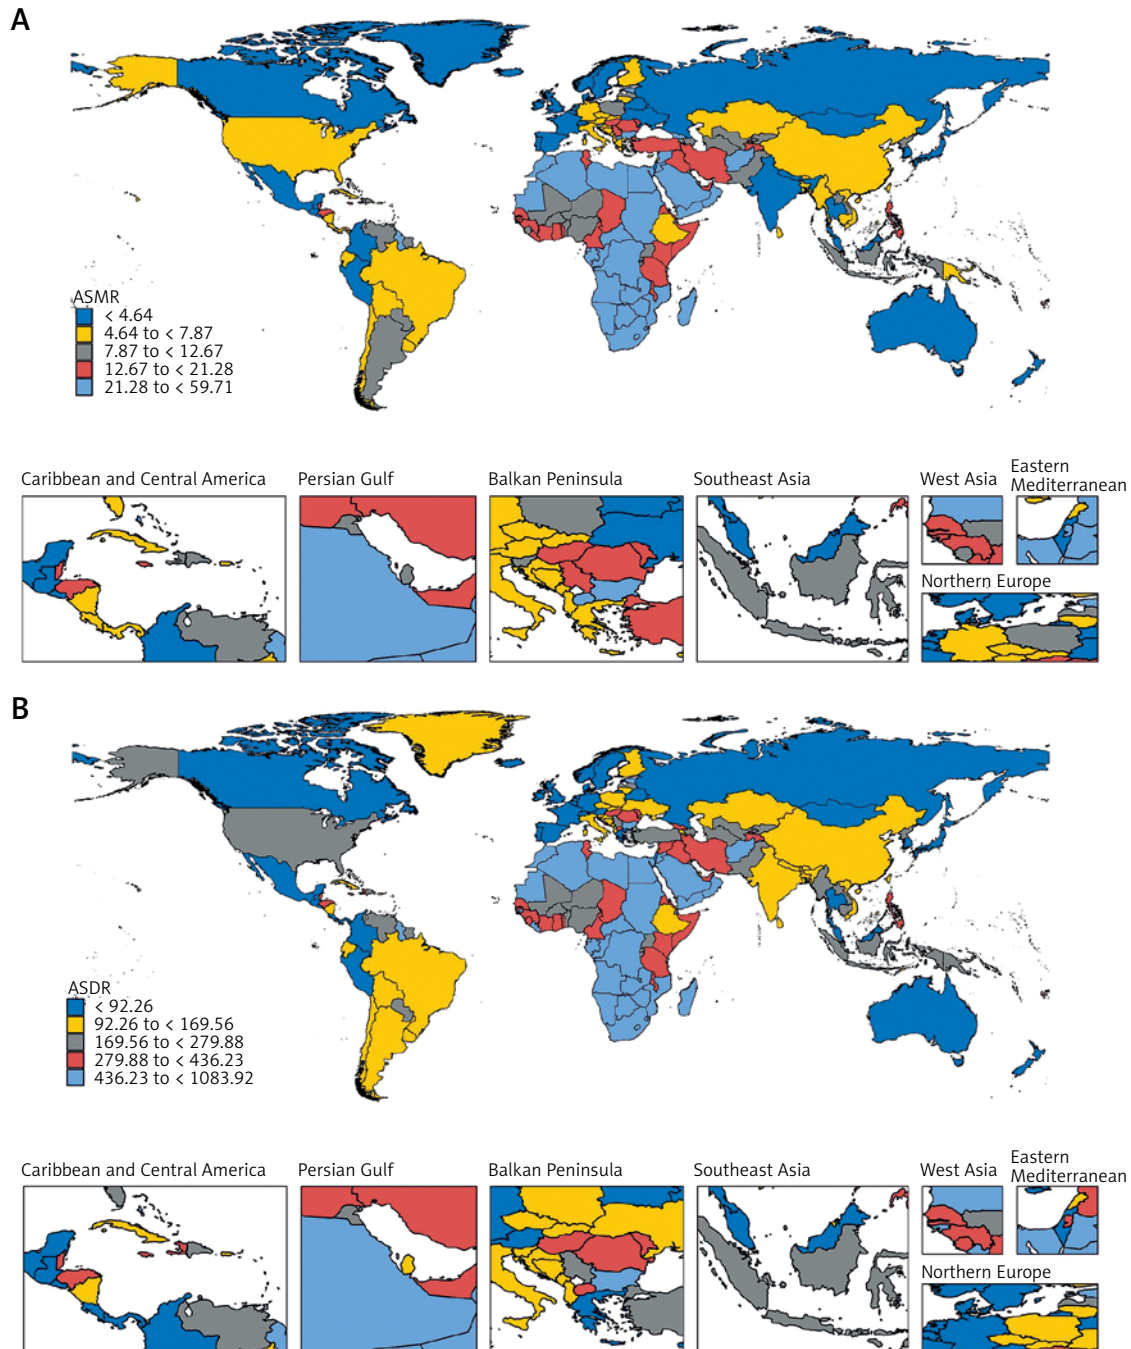 A
ASMR
< 4.64
4.64 to < 7.87
7.87 to < 12.67
12.67 to < 21.28
21.28 to < 59.71
Caribbean and Central America
Persian Gulf
Balkan Peninsula
Southeast Asia
West Asia
Eastern
Mediterranean
Northern Europe
B
ASDR
< 92.26
92.26 to < 169.56
169.56 to < 279.88
279.88 to < 436.23
436.23 to < 1083.92
Caribbean and Central America
Persian Gulf
Balkan Peninsula
Southeast Asia
West Asia
Eastern
Mediterranean
Northern Europe